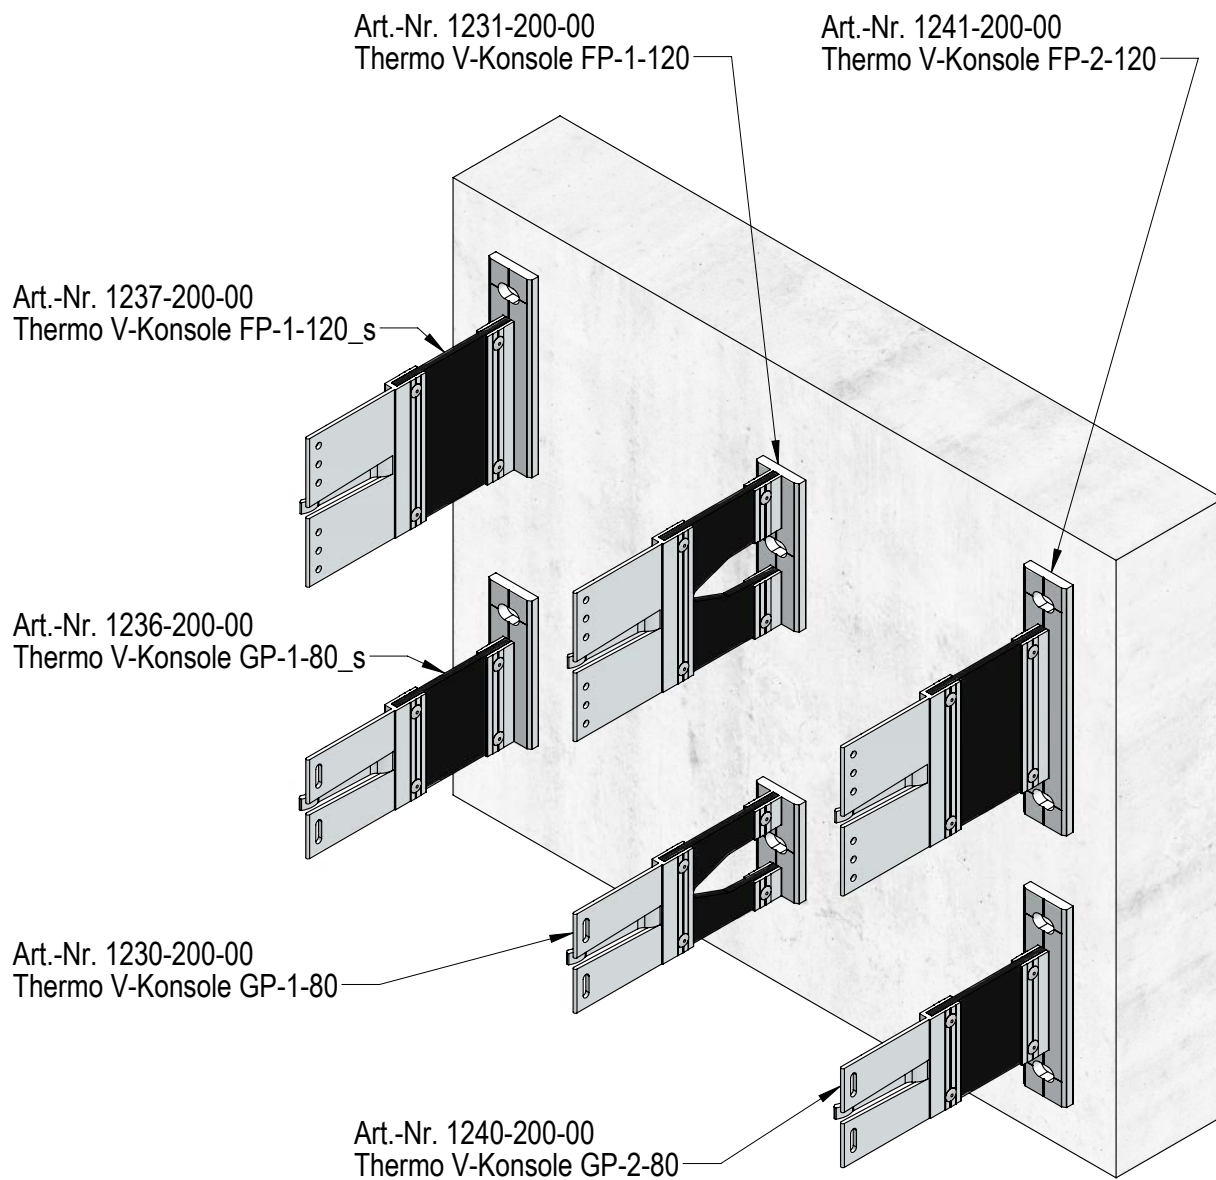 Art.-Nr. 1231-200-00
Thermo V-Konsole FP-1-120
Art.-Nr. 1241-200-00
Thermo V-Konsole FP-2-120
Art.-Nr. 1237-200-00
Thermo V-Konsole FP-1-120_s
Art.-Nr. 1236-200-00
Thermo V-Konsole GP-1-80_s
Art.-Nr. 1230-200-00
Thermo V-Konsole GP-1-80
Art.-Nr. 1240-200-00
Thermo V-Konsole GP-2-80